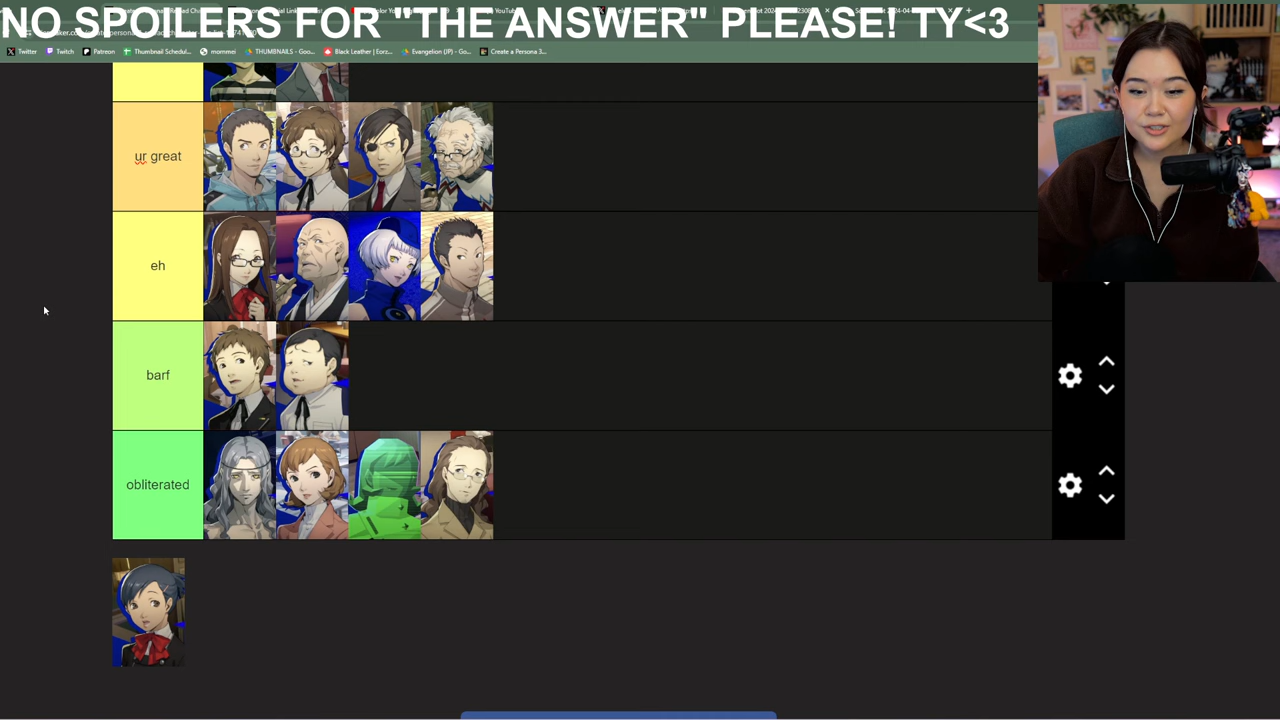 NO SPOILERS FOR "THE ANSWER" PLEASE! TY<3
Twitter Twitch Patreon Thumbnail Schedul... mommei THUMBNAILS - Goo... Black Leather | Eorz... Evangelion (JP) - Go... Create a Persona 3...
ur great
eh
barf
obliterated